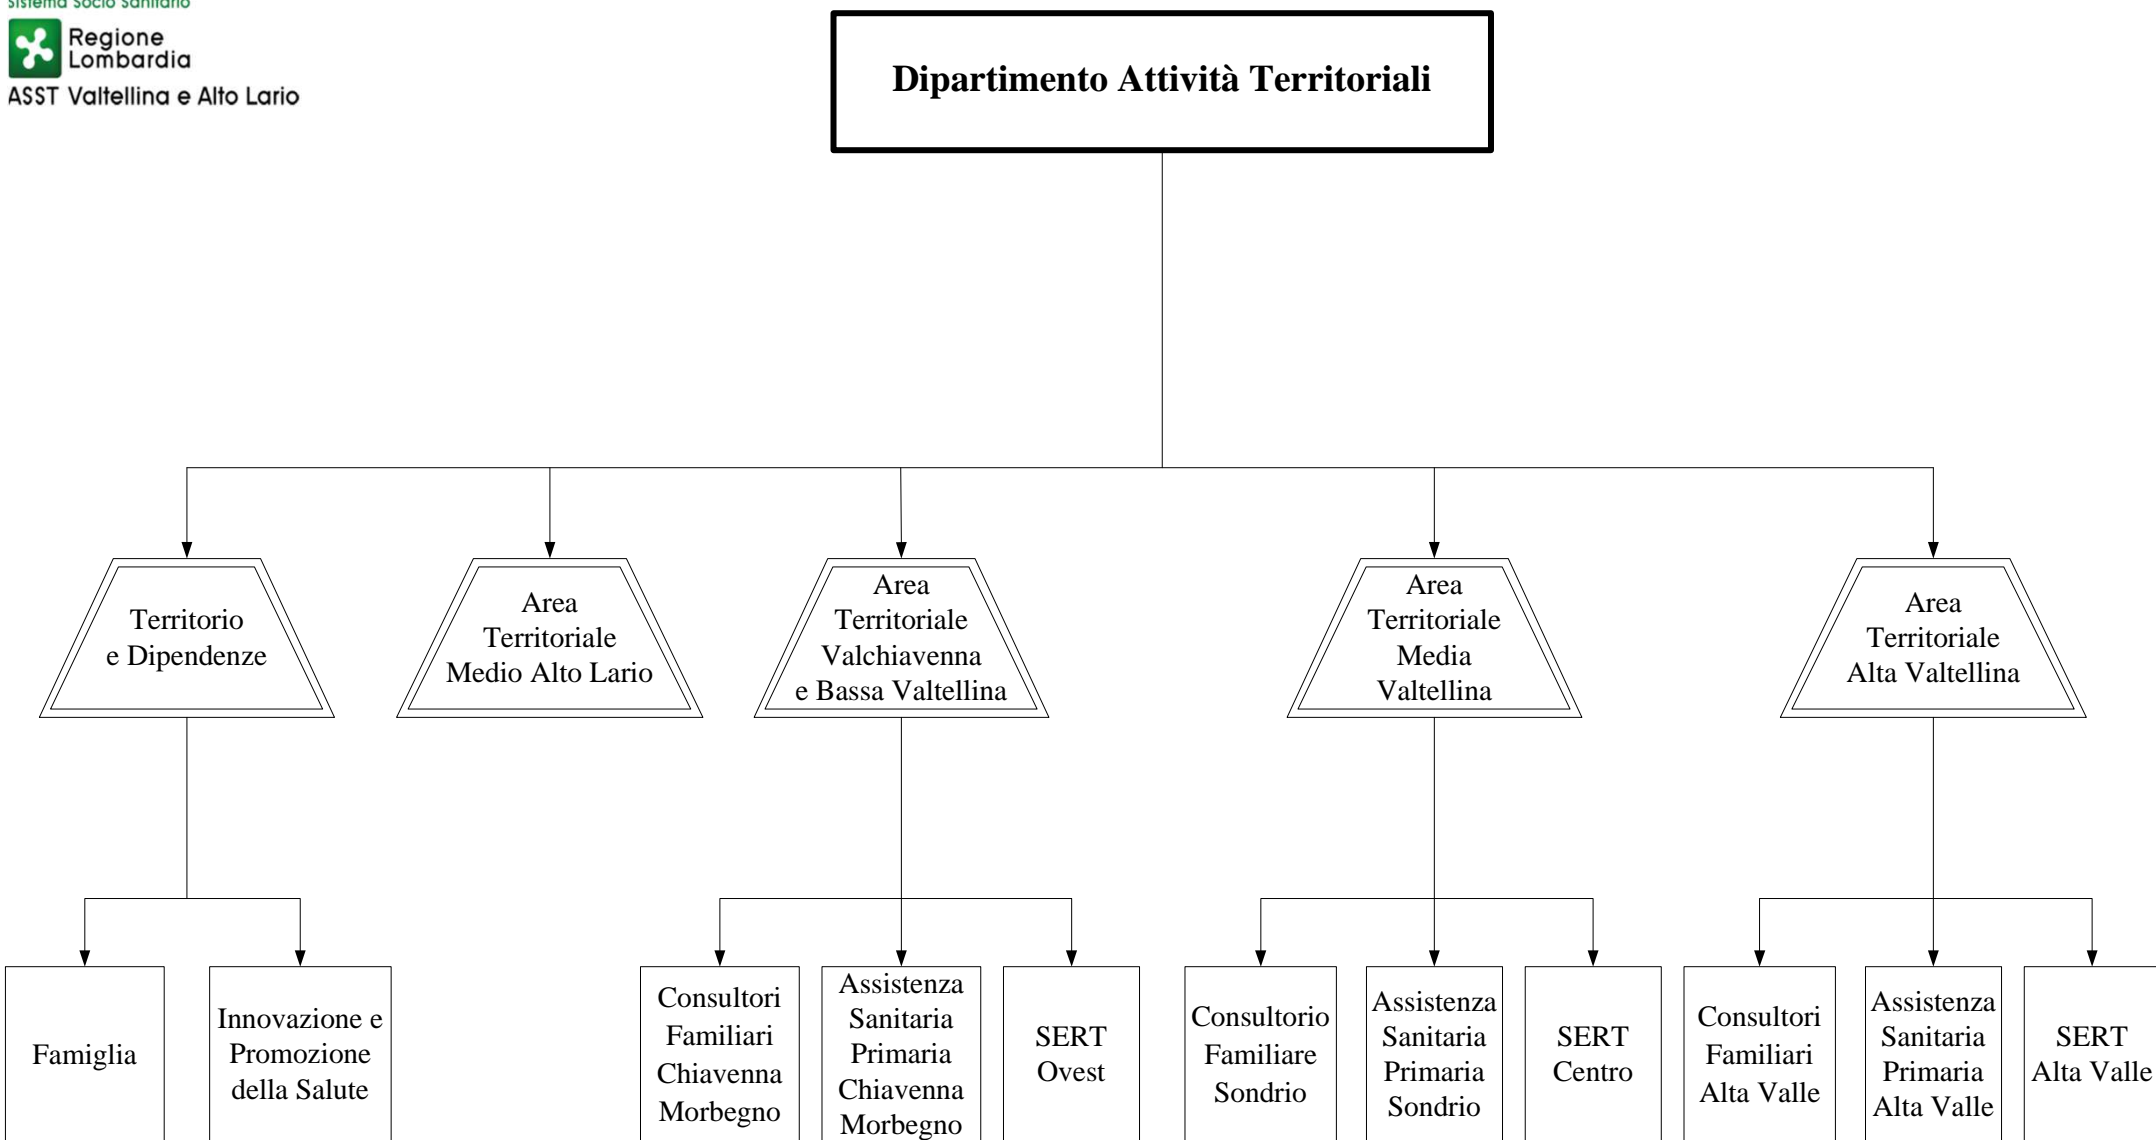 Sistema Socio Sanitario
Regione
Lombardia
ASST Valtellina e Alto Lario
Dipartimento Attività Territoriali
Territorio
e Dipendenze
Area
Territoriale
Medio Alto Lario
Area
Territoriale
Valchiavenna
e Bassa Valtellina
Area
Territoriale
Media
Valtellina
Area
Territoriale
Alta Valtellina
Famiglia
Innovazione e
Promozione
della Salute
Consultori
Familiari
Chiavenna
Morbegno
Assistenza
Sanitaria
Primaria
Chiavenna
Morbegno
SERT
Ovest
Consultorio
Familiare
Sondrio
Assistenza
Sanitaria
Primaria
Sondrio
SERT
Centro
Consultori
Familiari
Alta Valle
Assistenza
Sanitaria
Primaria
Alta Valle
SERT
Alta Valle